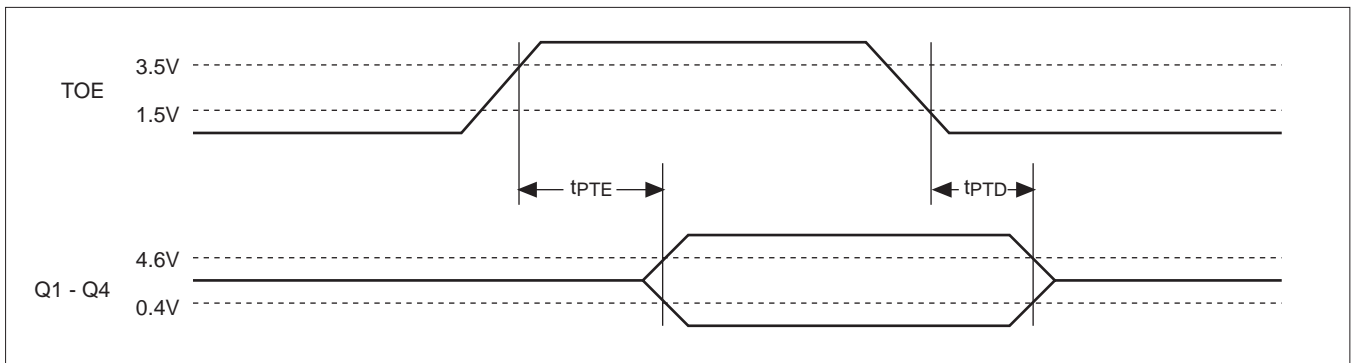 3.5V
TOE
1.5V
tPTE
tPTD
4.6V
Q1 - Q4
0.4V